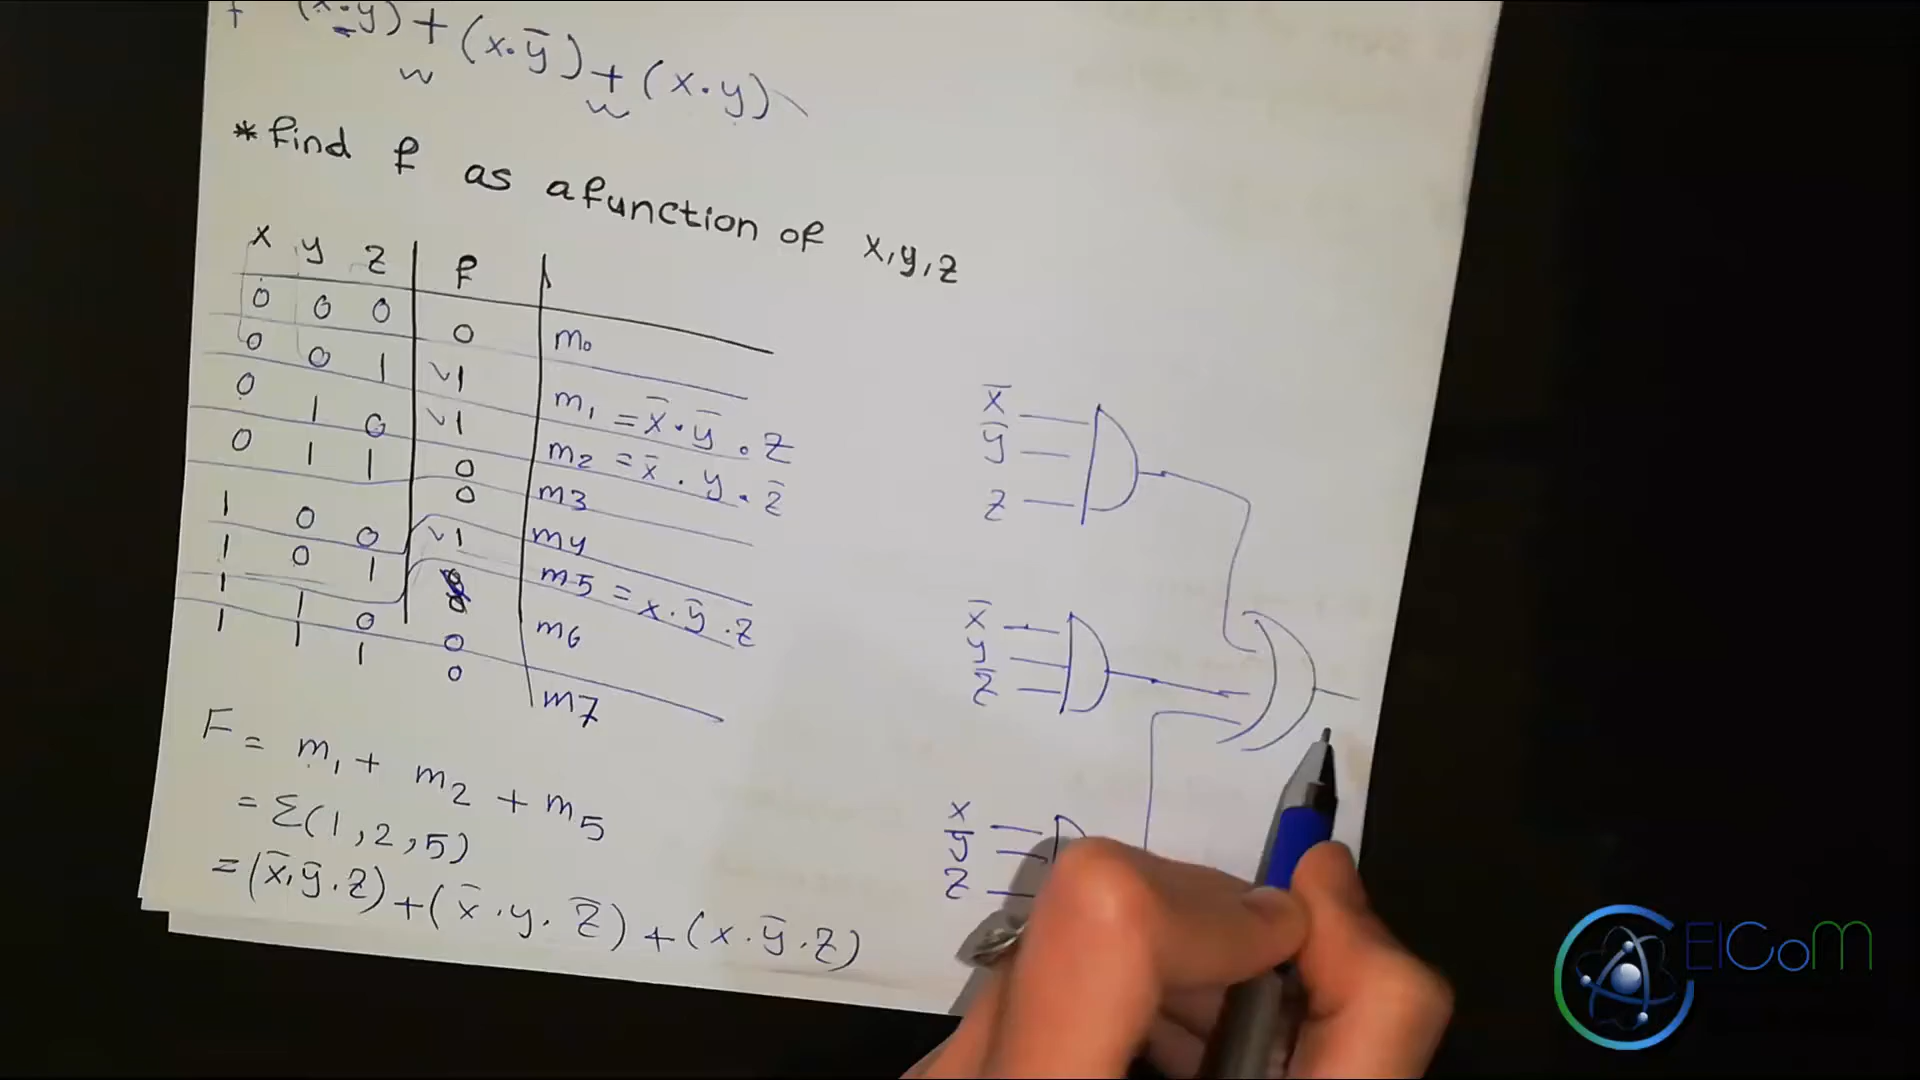 f (x.y) + (x.ȳ) + (x.y)
*find f as afunction of x,y,z
x y z f
0 0 0 0 m0
0 0 1 1 m1 = x̄.ȳ.z
0 1 0 1 m2 = x̄.y.z̄
0 1 1 0 m3
1 0 0 0 m4
1 0 1 1 m5 = x.ȳ.z
1 1 0 0 m6
1 1 1 0 m7
F = m1 + m2 + m5
= Σ(1,2,5)
= (x̄.ȳ.z) + (x̄.y.z̄) + (x.ȳ.z)
x̄
ȳ
z
x̄
y
z̄
x
ȳ
z
ElCoM